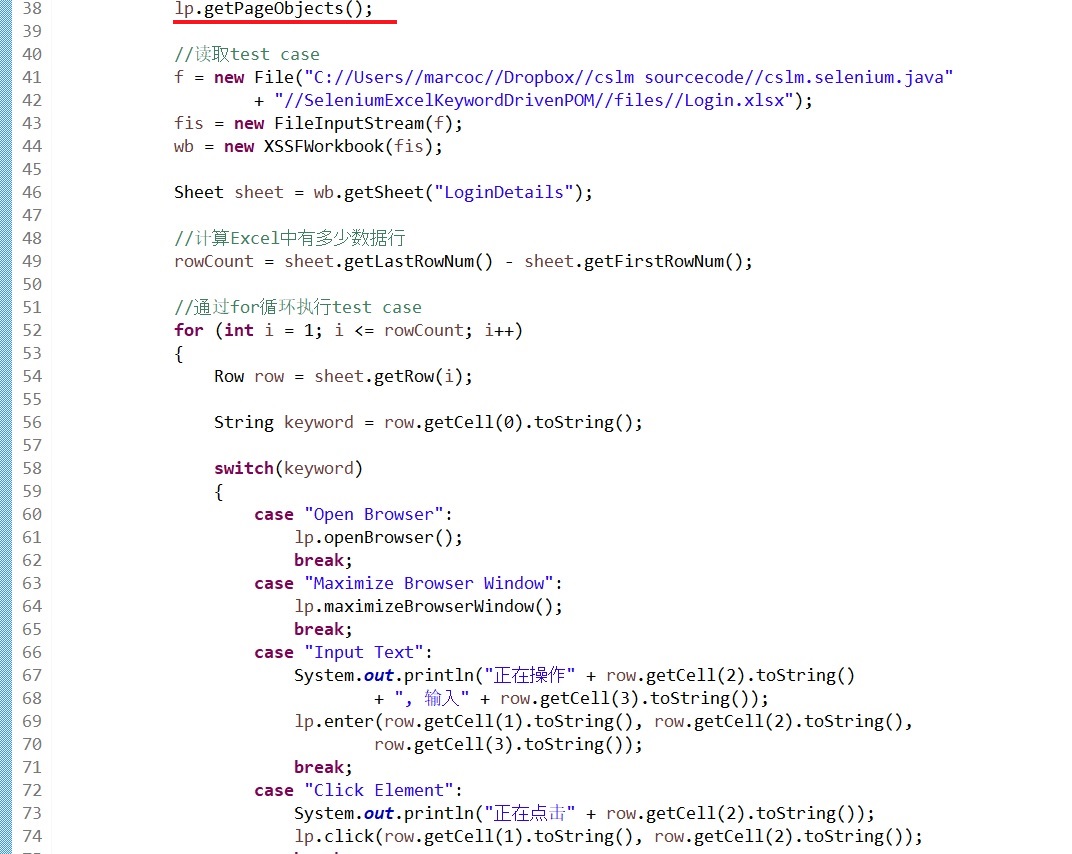 38 lp.getPageObjects();
39
40 //读取test case
41 f = new File("C://Users//marcoc//Dropbox//cslm sourcecode//cslm.selenium.java"
42 + "//SeleniumExcelKeywordDrivenPOM//files//Login.xlsx");
43 fis = new FileInputStream(f);
44 wb = new XSSFWorkbook(fis);
45
46 Sheet sheet = wb.getSheet("LoginDetails");
47
48 //计算Excel中有多少数据行
49 rowCount = sheet.getLastRowNum() - sheet.getFirstRowNum();
50
51 //通过for循环执行test case
52 for (int i = 1; i <= rowCount; i++)
53 {
54 Row row = sheet.getRow(i);
55
56 String keyword = row.getCell(0).toString();
57
58 switch(keyword)
59 {
60 case "Open Browser":
61 lp.openBrowser();
62 break;
63 case "Maximize Browser Window":
64 lp.maximizeBrowserWindow();
65 break;
66 case "Input Text":
67 System.out.println("正在操作" + row.getCell(2).toString()
68 + ", 输入" + row.getCell(3).toString());
69 lp.enter(row.getCell(1).toString(), row.getCell(2).toString(),
70 row.getCell(3).toString());
71 break;
72 case "Click Element":
73 System.out.println("正在点击" + row.getCell(2).toString());
74 lp.click(row.getCell(1).toString(), row.getCell(2).toString());